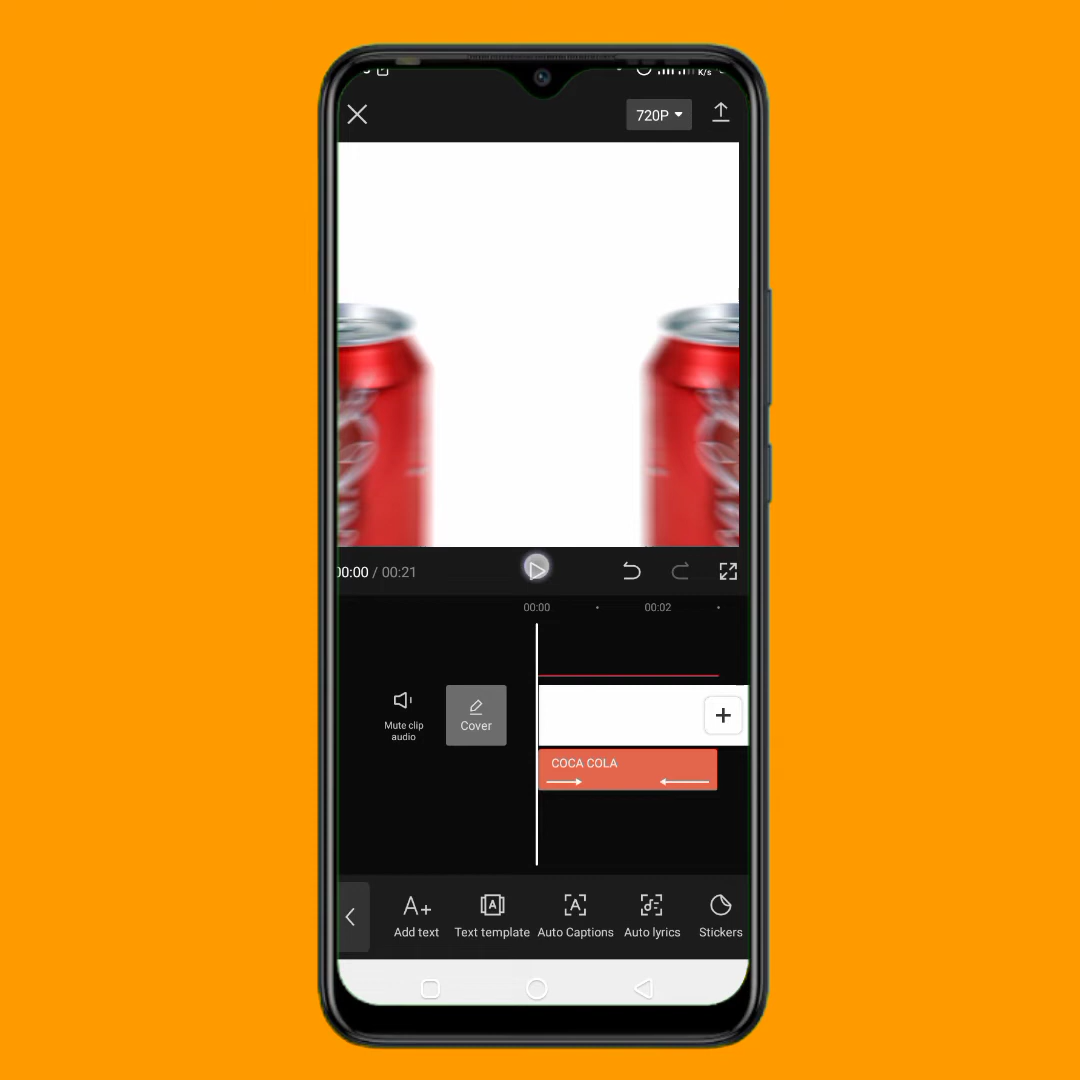 K/s
720P
00:00 / 00:21
00:00
00:02
Mute clip
audio
Cover
COCA COLA
Add text
Text template
Auto Captions
Auto lyrics
Stickers